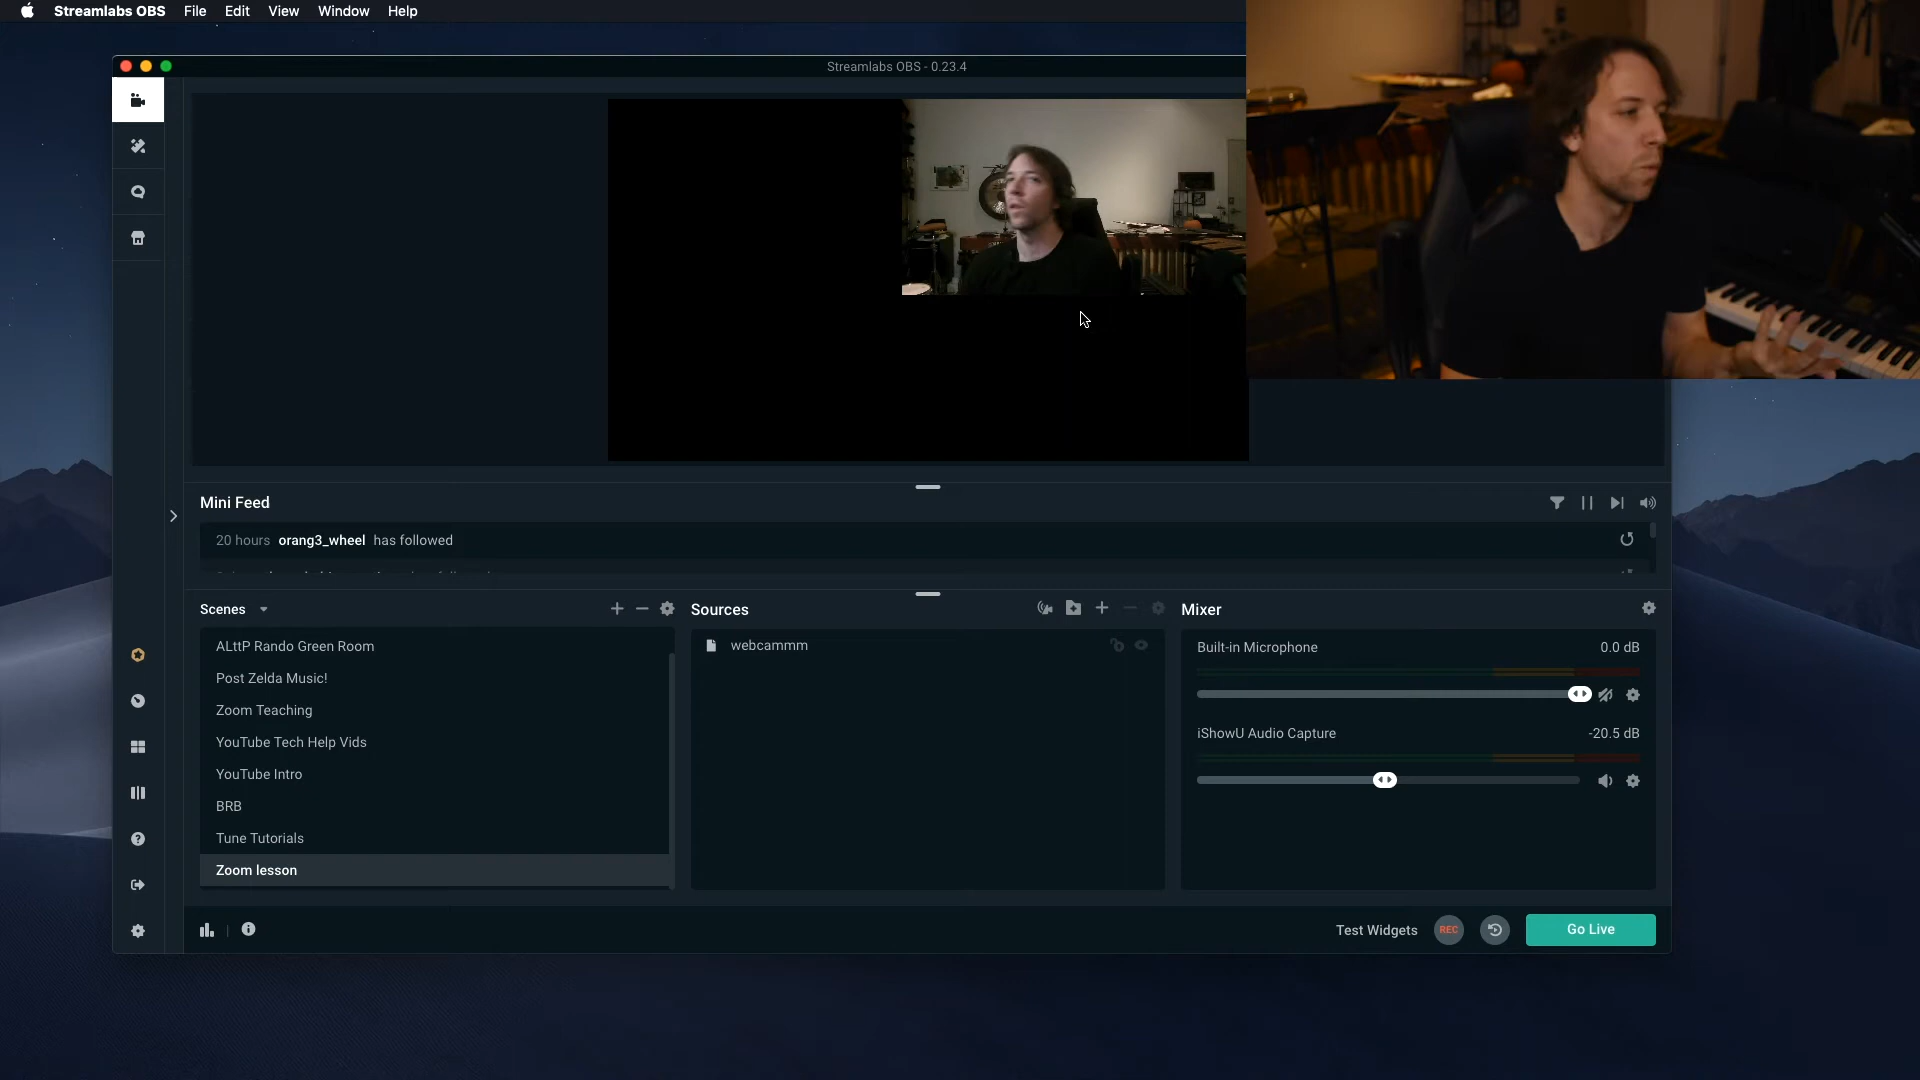 Streamlabs OBS File Edit View Window Help
Streamlabs OBS - 0.23.4
Mini Feed
20 hours orang3_wheel has followed
Scenes
ALttP Rando Green Room
Post Zelda Music!
Zoom Teaching
YouTube Tech Help Vids
YouTube Intro
BRB
Tune Tutorials
Zoom lesson
Sources
webcammm
Mixer
Built-in Microphone 0.0 dB
iShowU Audio Capture -20.5 dB
Test Widgets REC Go Live